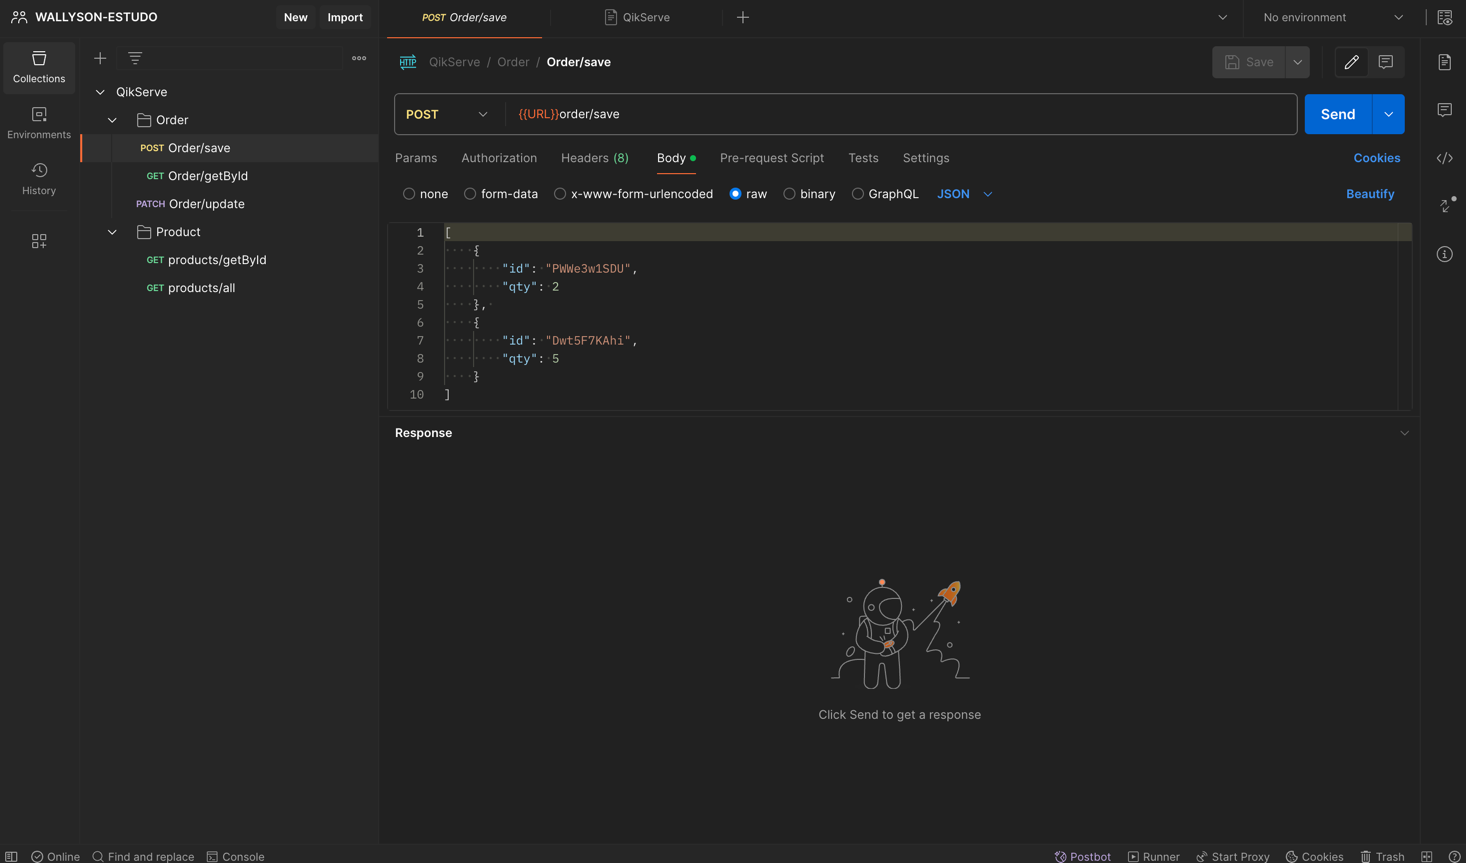 WALLYSON-ESTUDO
New
Import
POST Order/save
QikServe
No environment
Collections
Environments
History
QikServe
Order
POST Order/save
GET Order/getById
PATCH Order/update
Product
GET products/getById
GET products/all
HTTP QikServe / Order / Order/save
Save
POST {{URL}}order/save
Send
Params Authorization Headers (8) Body Pre-request Script Tests Settings
Cookies
none form-data x-www-form-urlencoded raw binary GraphQL JSON
Beautify
1 [
2 {
3 "id": "PWWe3w1SDU",
4 "qty": 2
5 },
6 {
7 "id": "Dwt5F7KAhi",
8 "qty": 5
9 }
10 ]
Response
Click Send to get a response
Online Find and replace Console
Postbot Runner Start Proxy Cookies Trash